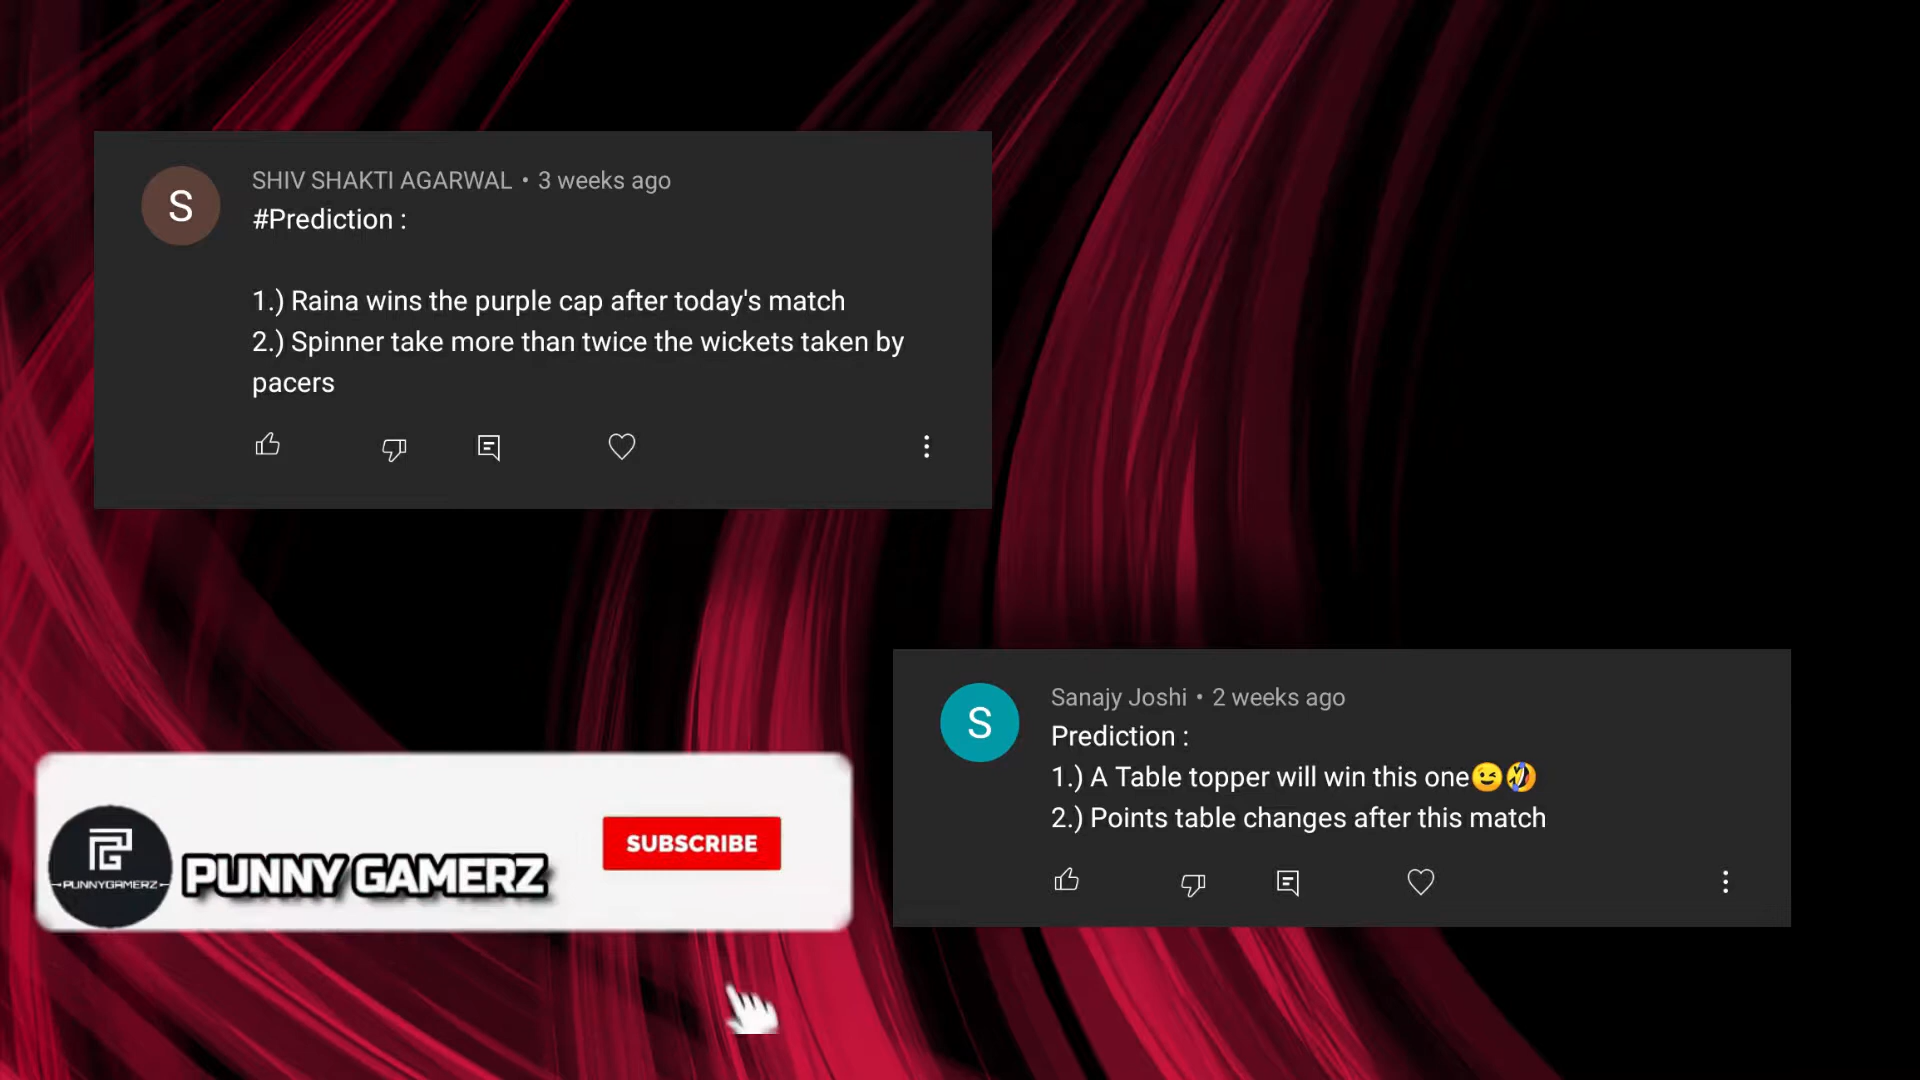 S
SHIV SHAKTI AGARWAL • 3 weeks ago
#Prediction :
1.) Raina wins the purple cap after today's match
2.) Spinner take more than twice the wickets taken by
pacers
S
Sanajy Joshi • 2 weeks ago
Prediction :
1.) A Table topper will win this one😉🤣
2.) Points table changes after this match
PUNNYGAMERZ
PUNNY GAMERZ
SUBSCRIBE